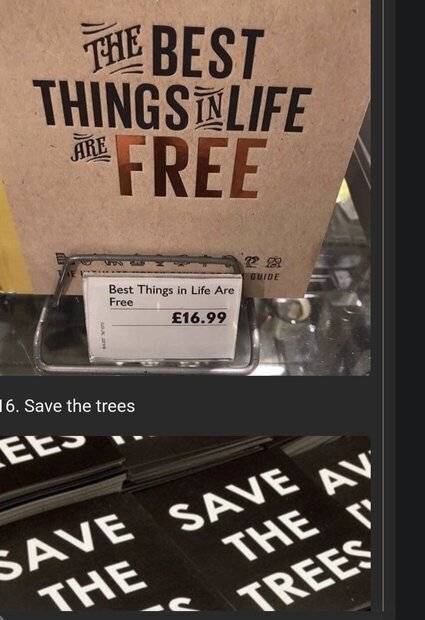 THE BEST
THINGS IN LIFE
ARE FREE
GUIDE
Best Things in Life Are
Free
£16.99
16. Save the trees
SAVE
THE
SAVE
THE
TREES